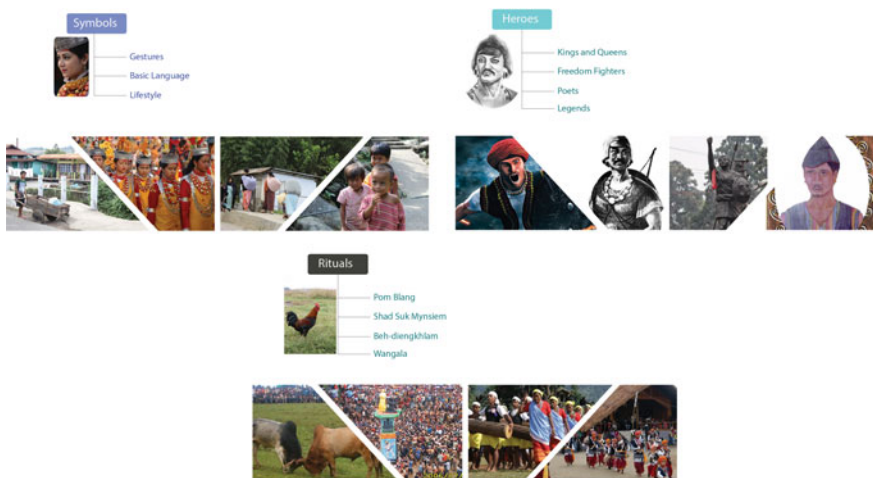 Symbols
Gestures
Basic Language
Lifestyle
Heroes
Kings and Queens
Freedom Fighters
Poets
Legends
Rituals
Pom Blang
Shad Suk Mynsiem
Beh-diengkhlam
Wangala